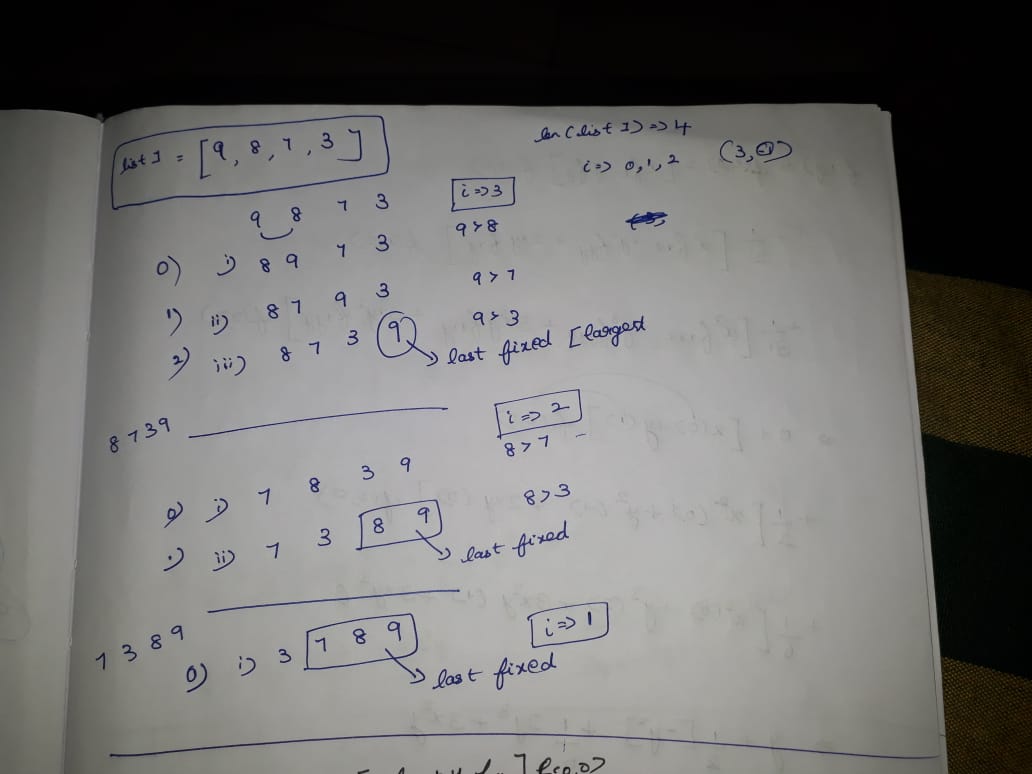 list 1 = [9, 8, 7, 3]
len(list 1) => 4
i => 0, 1, 2
9 8 7 3
i => 3
9 > 8
0) i) 8 9 7 3
9 > 7
1) ii) 8 7 9 3
9 > 3
2) iii) 8 7 3 9
last fixed [largest
8 7 3 9
i => 2
8 > 7
0) i) 7 8 3 9
8 > 3
ii) 7 3 8 9
last fixed
7 3 8 9
i => 1
0) i) 3 7 8 9
last fixed